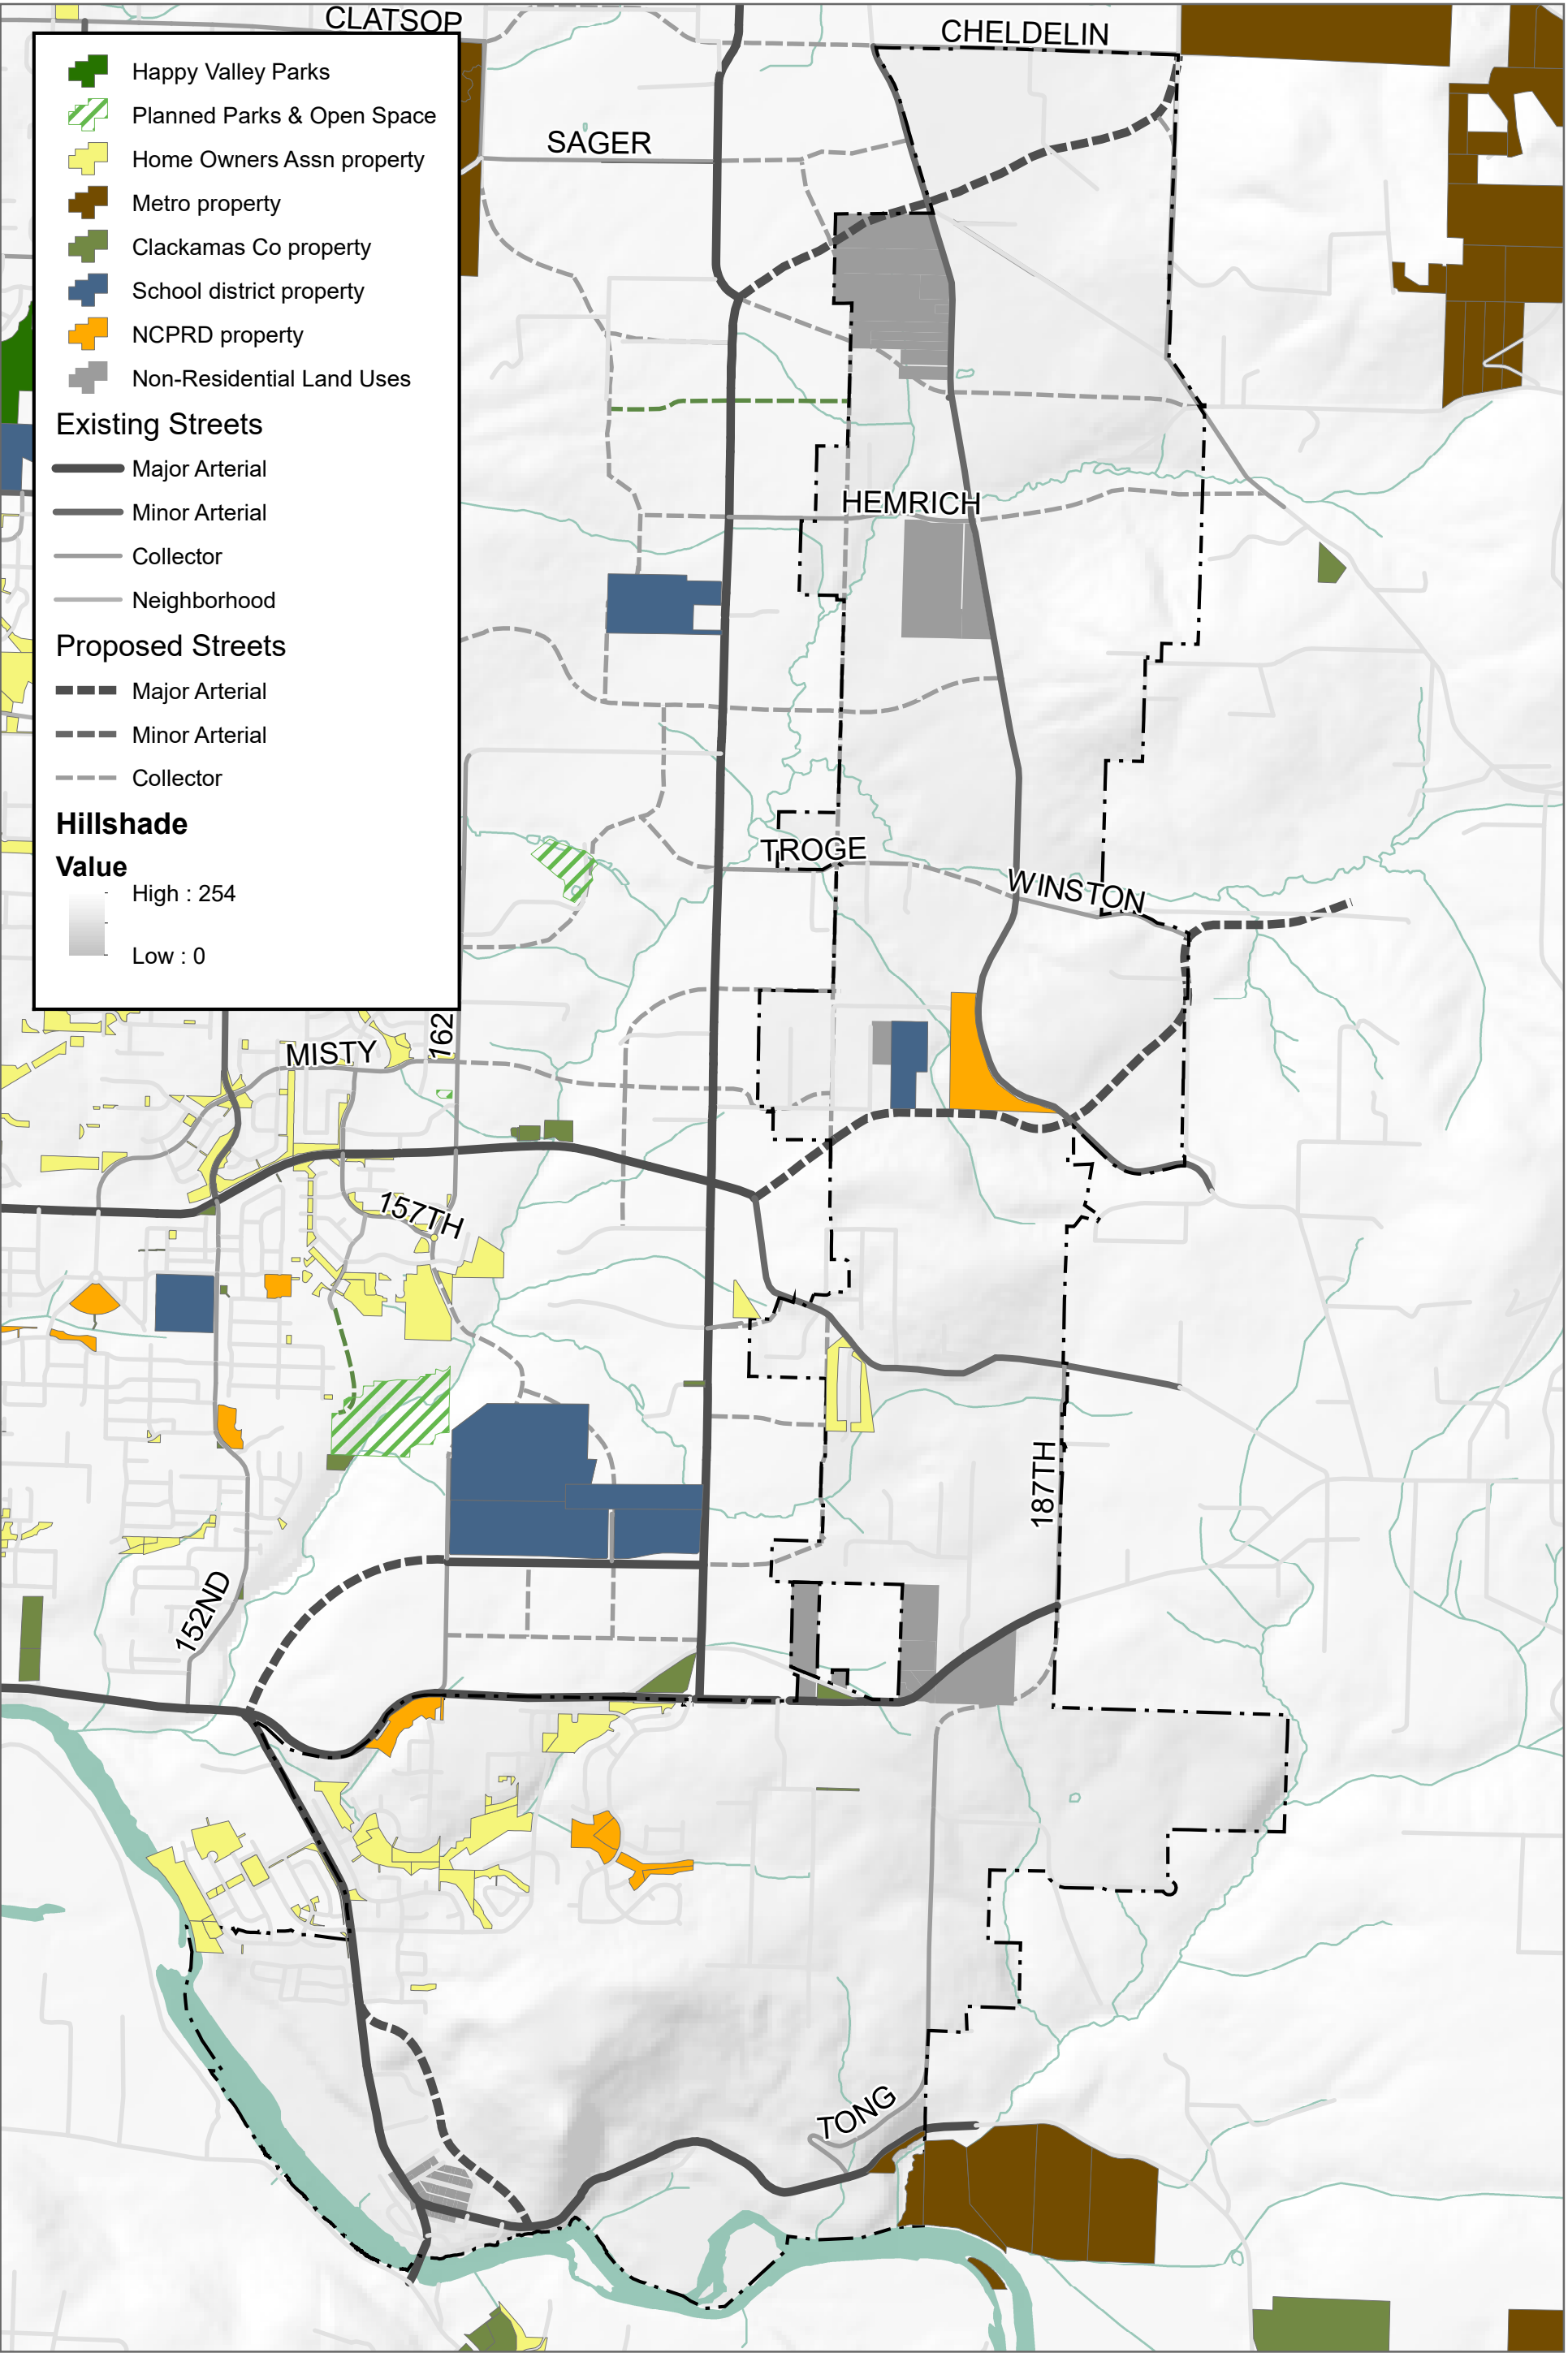 CLATSOP
CHELDELIN
SAGER
Happy Valley Parks
Planned Parks & Open Space
Home Owners Assn property
Metro property
Clackamas Co property
School district property
NCPRD property
Non-Residential Land Uses
Existing Streets
Major Arterial
Minor Arterial
Collector
Neighborhood
Proposed Streets
Major Arterial
Minor Arterial
Collector
Hillshade
Value
High : 254
Low : 0
HEMRICH
TROGE
WINSTON
MISTY
162
157TH
187TH
152ND
TONG